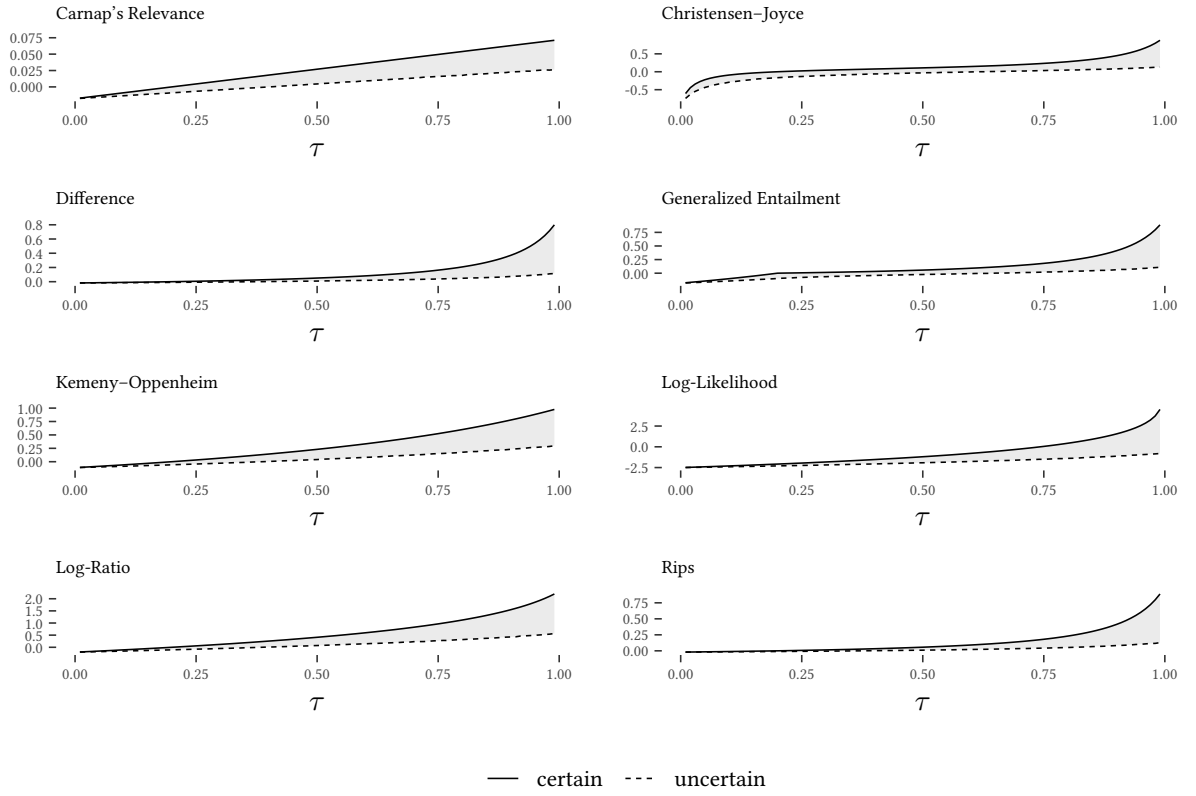 Carnap’s Relevance
0.075
0.050
0.025
0.000
0.00 0.25 0.50 0.75 1.00
τ
Christensen–Joyce
0.5
0.0
-0.5
0.00 0.25 0.50 0.75 1.00
τ
Difference
0.8
0.6
0.4
0.2
0.0
0.00 0.25 0.50 0.75 1.00
τ
Generalized Entailment
0.75
0.50
0.25
0.00
0.00 0.25 0.50 0.75 1.00
τ
Kemeny–Oppenheim
1.00
0.75
0.50
0.25
0.00
0.00 0.25 0.50 0.75 1.00
τ
Log-Likelihood
2.5
0.0
-2.5
0.00 0.25 0.50 0.75 1.00
τ
Log-Ratio
2.0
1.5
1.0
0.5
0.0
0.00 0.25 0.50 0.75 1.00
τ
Rips
0.75
0.50
0.25
0.00
0.00 0.25 0.50 0.75 1.00
τ
certain uncertain